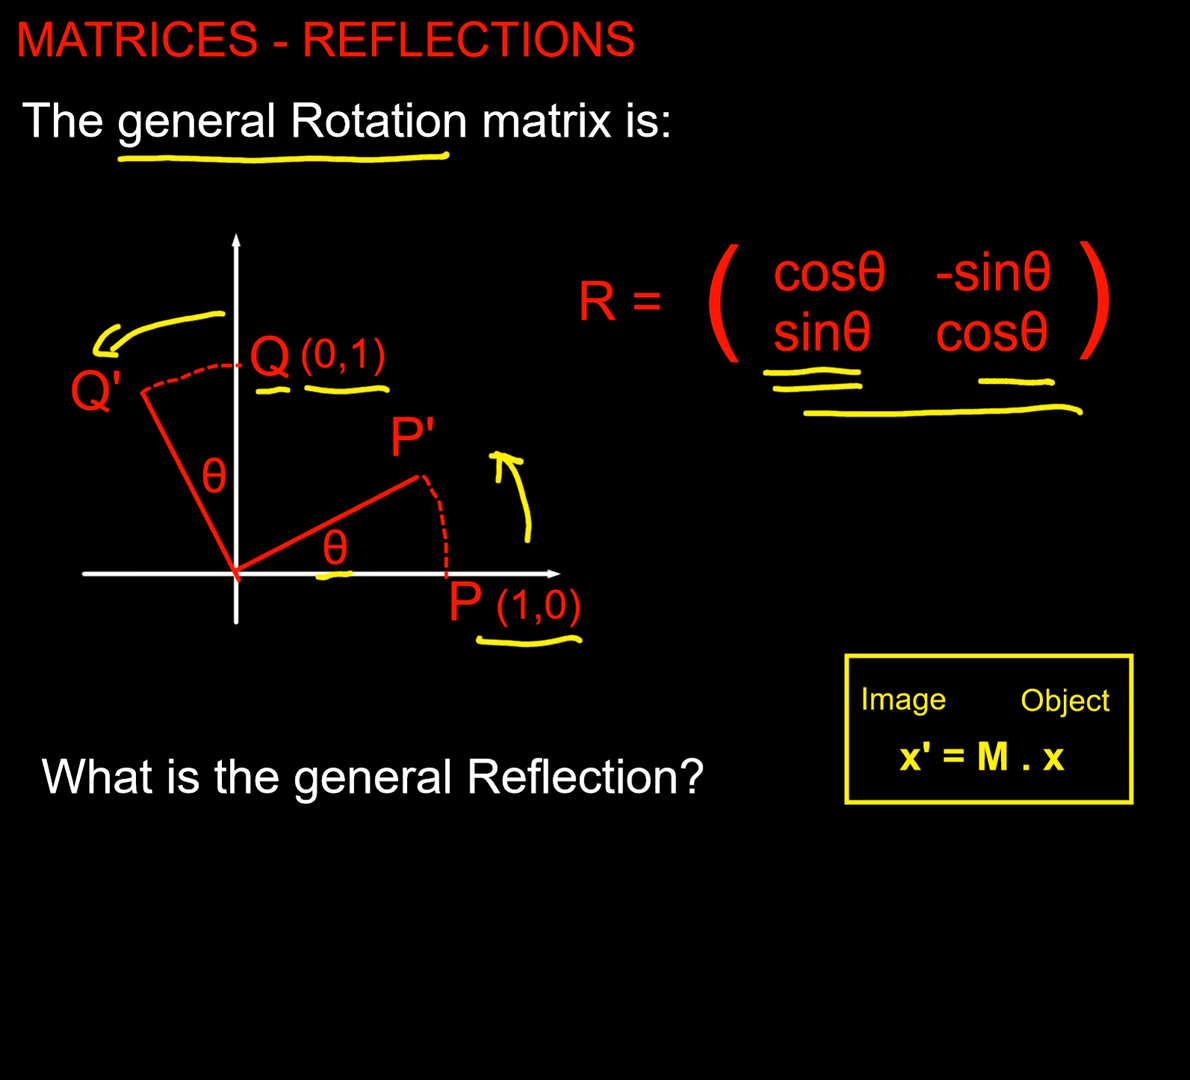 MATRICES - REFLECTIONS
The general Rotation matrix is:
R = ( cosθ -sinθ
sinθ cosθ )
Q (0,1)
Q'
P'
θ
θ
P (1,0)
Image Object
x' = M . x
What is the general Reflection?